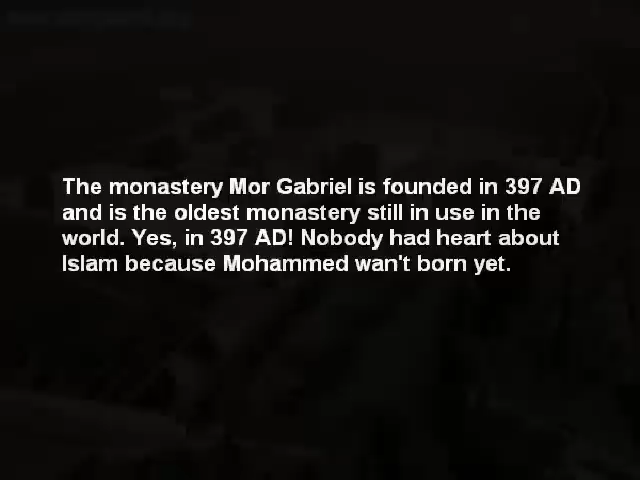 The monastery Mor Gabriel is founded in 397 AD
and is the oldest monastery still in use in the
world. Yes, in 397 AD! Nobody had heart about
Islam because Mohammed wan't born yet.